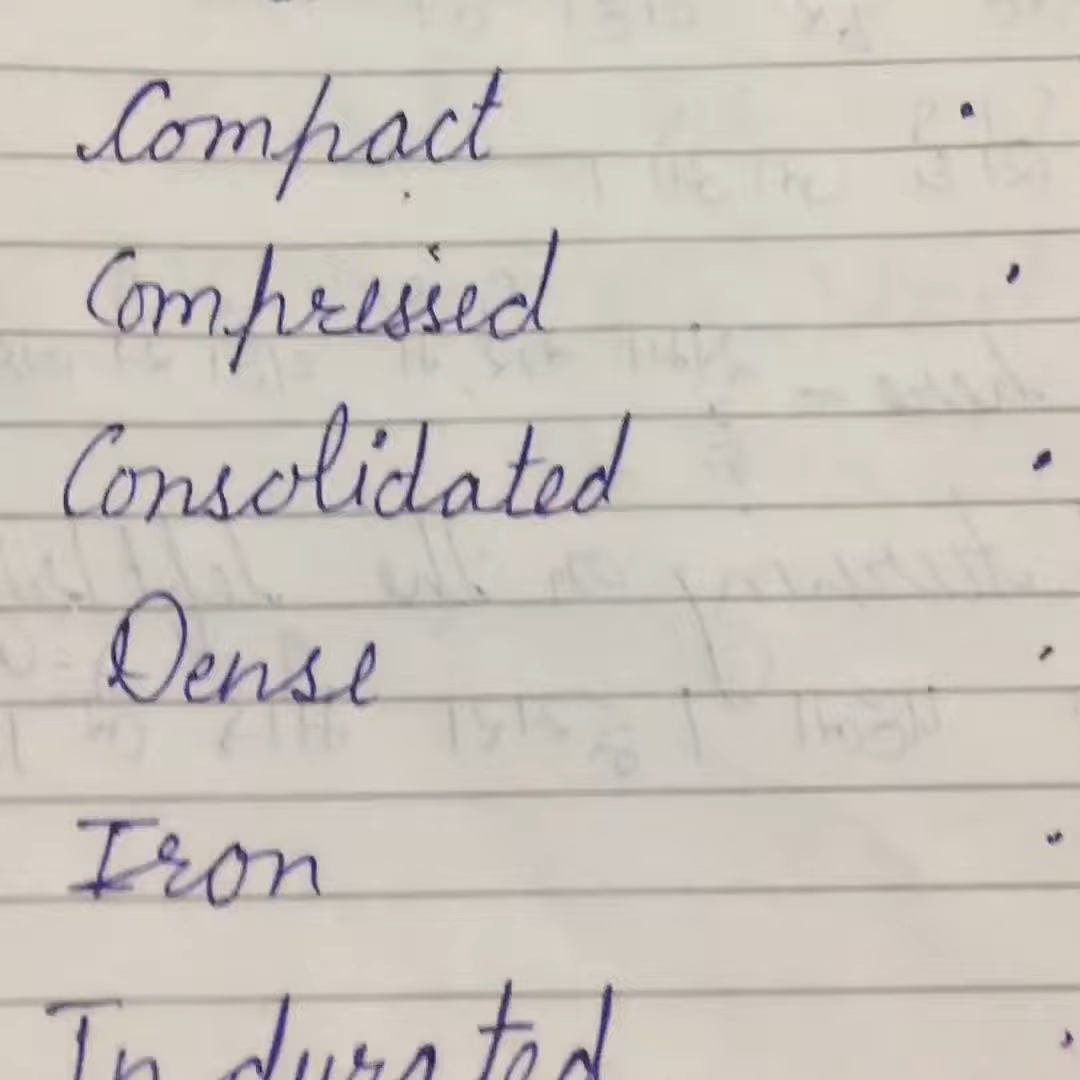 Compact
Compressed
Consolidated
Dense
Iron
Indurated